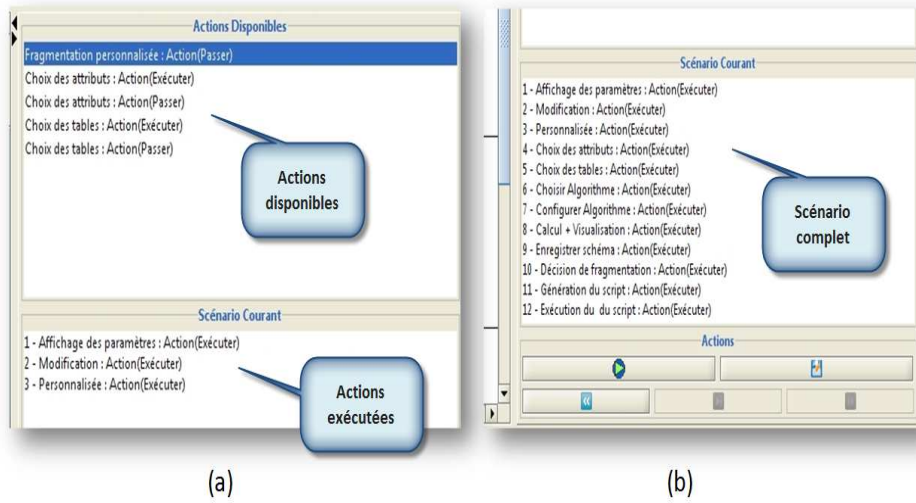 Actions Disponibles
Fragmentation personnalisée : Action(Passer)
Choix des attributs : Action(Exécuter)
Choix des attributs : Action(Passer)
Choix des tables : Action(Exécuter)
Choix des tables : Action(Passer)
Actions
disponibles
Scénario Courant
1 - Affichage des paramètres : Action(Exécuter)
2 - Modification : Action(Exécuter)
3 - Personnalisée : Action(Exécuter)
Actions
exécutées
(a)
Scénario Courant
1 - Affichage des paramètres : Action(Exécuter)
2 - Modification : Action(Exécuter)
3 - Personnalisée : Action(Exécuter)
4 - Choix des attributs : Action(Exécuter)
5 - Choix des tables : Action(Exécuter)
6 - Choisir Algorithme : Action(Exécuter)
7 - Configurer Algorithme : Action(Exécuter)
8 - Calcul + Visualisation : Action(Exécuter)
9 - Enregistrer schéma : Action(Exécuter)
10 - Décision de fragmentation : Action(Exécuter)
11 - Génération du script : Action(Exécuter)
12 - Exécution du du script : Action(Exécuter)
Scénario
complet
Actions
(b)